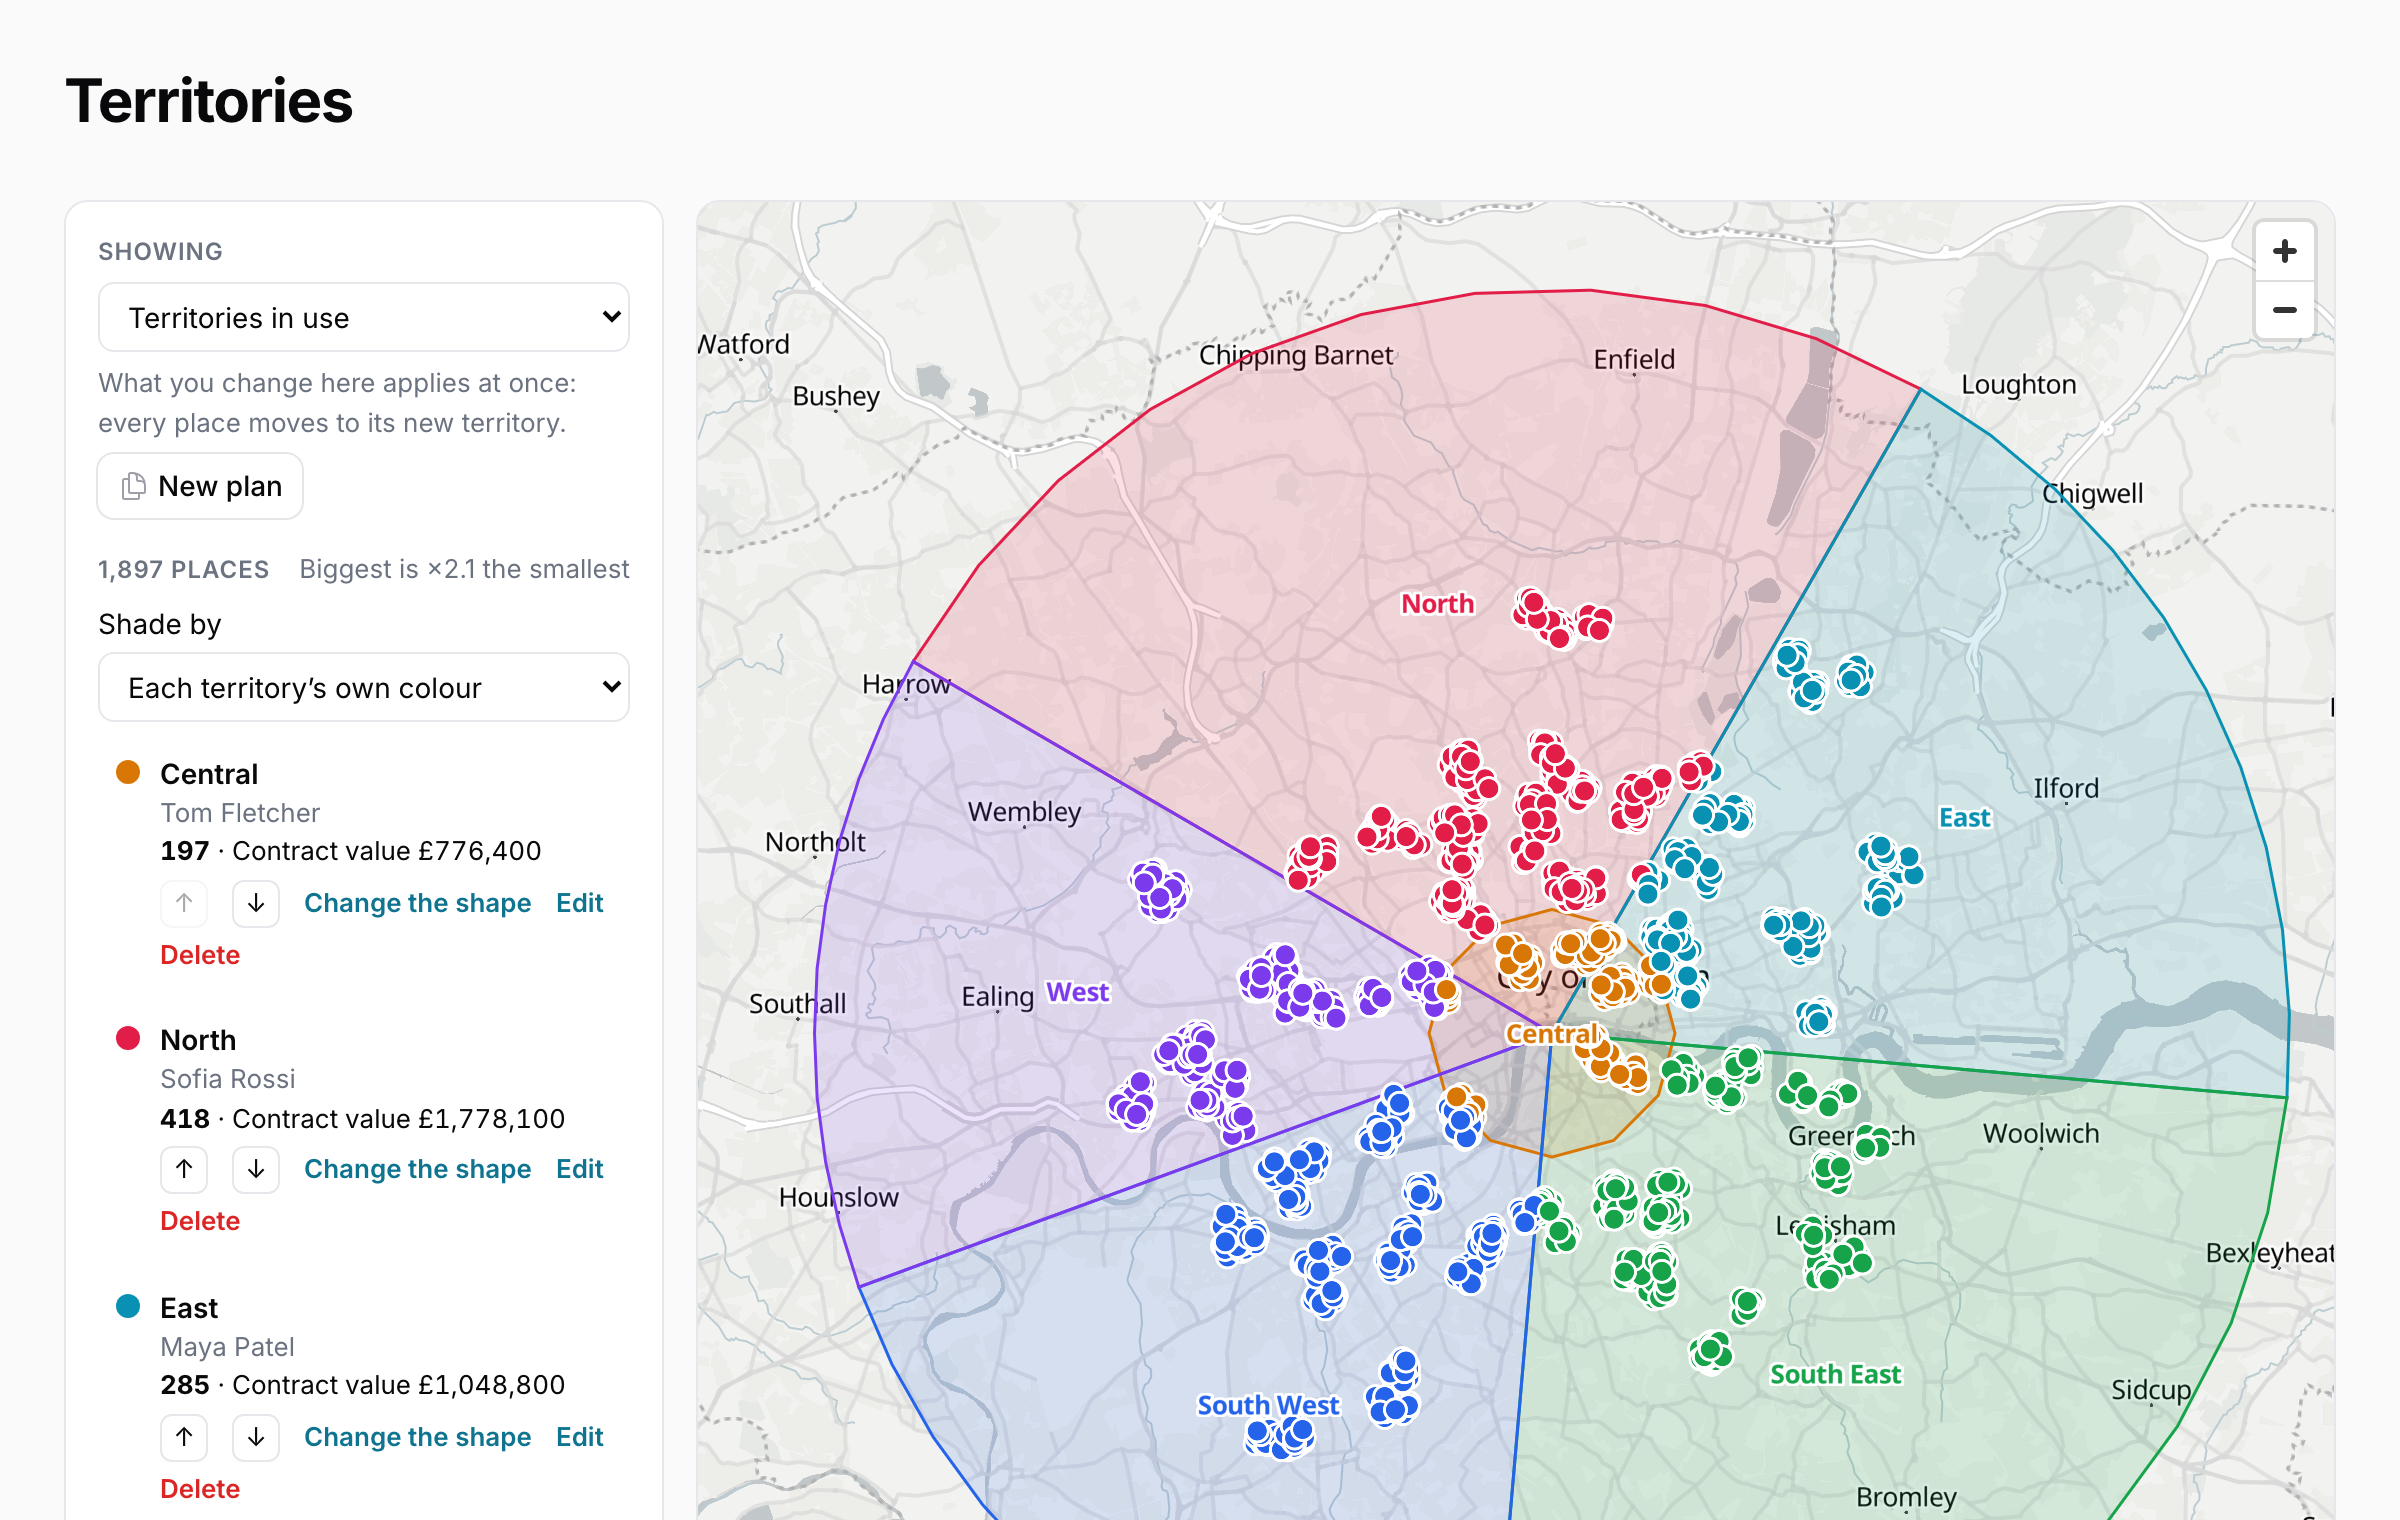 Territories
SHOWING
Territories in use
What you change here applies at once:
every place moves to its new territory.
New plan
1,897 PLACES
Biggest is ×2.1 the smallest
Shade by
Each territory’s own colour
Central
Tom Fletcher
197 · Contract value £776,400
↑ ↓ Change the shape Edit
Delete
North
Sofia Rossi
418 · Contract value £1,778,100
↑ ↓ Change the shape Edit
Delete
East
Maya Patel
285 · Contract value £1,048,800
↑ ↓ Change the shape Edit
Delete
+
−
Watford
Chipping Barnet
Enfield
Loughton
Bushey
Chigwell
North
Harrow
Ilford
Wembley
East
Northolt
Ealing
West
Southall
Central
Woolwich
Hounslow
Bexleyheat
South East
Sidcup
South West
Bromley